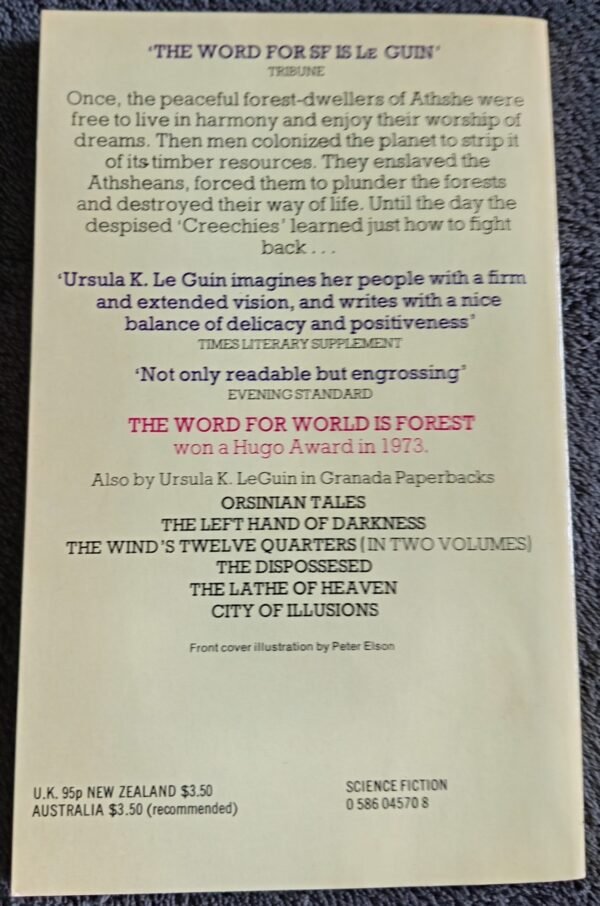 ‘THE WORD FOR SF IS LE GUIN’
TRIBUNE
Once, the peaceful forest-dwellers of Athshe were
free to live in harmony and enjoy their worship of
dreams. Then men colonized the planet to strip it
of its timber resources. They enslaved the
Athsheans, forced them to plunder the forests
and destroyed their way of life. Until the day the
despised ‘Creechies’ learned just how to fight
back . . .
‘Ursula K. Le Guin imagines her people with a firm
and extended vision, and writes with a nice
balance of delicacy and positiveness’
TIMES LITERARY SUPPLEMENT
‘Not only readable but engrossing’
EVENING STANDARD
THE WORD FOR WORLD IS FOREST
won a Hugo Award in 1973.
Also by Ursula K. LeGuin in Granada Paperbacks
ORSINIAN TALES
THE LEFT HAND OF DARKNESS
THE WIND’S TWELVE QUARTERS (IN TWO VOLUMES)
THE DISPOSSESED
THE LATHE OF HEAVEN
CITY OF ILLUSIONS
Front cover illustration by Peter Elson
U.K. 95p NEW ZEALAND $3.50
AUSTRALIA $3.50 (recommended)
SCIENCE FICTION
0 586 04570 8